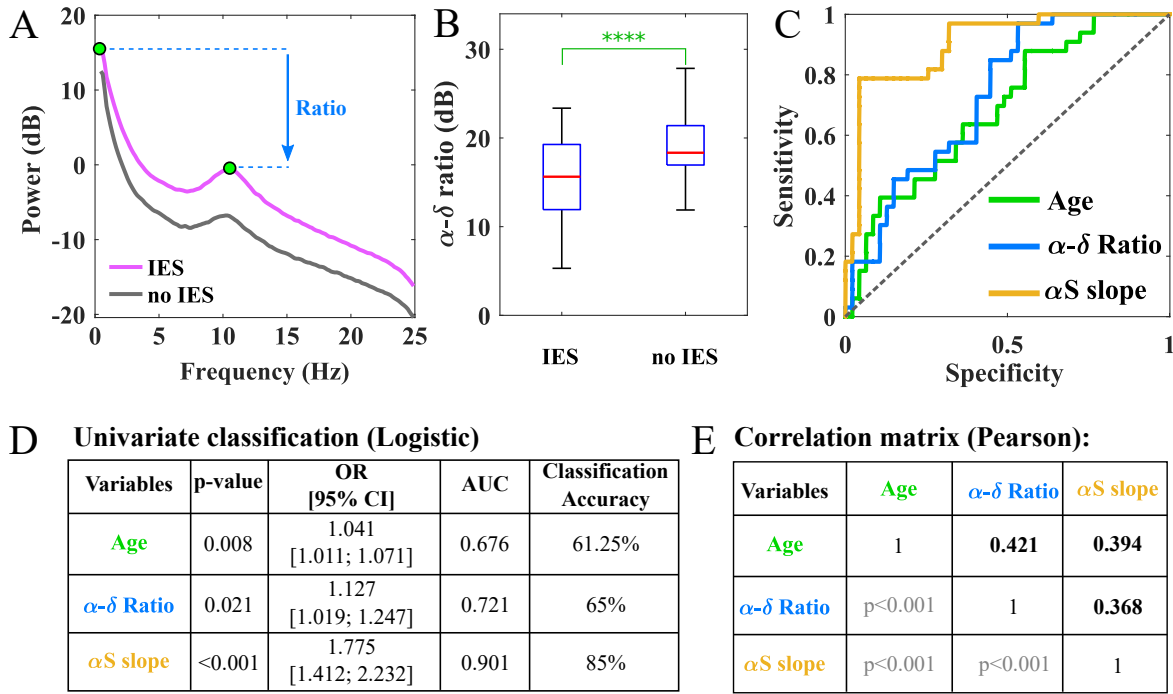 A
20
10
0
-10
-20
Power (dB)
0 5 10 15 20 25
Frequency (Hz)
Ratio
IES
no IES
B
40
30
20
10
0
α-δ ratio (dB)
****
IES no IES
C
1
0.8
0.6
0.4
0.2
0
Sensitivity
0 0.5 1
Specificity
Age
α-δ Ratio
αS slope
D Univariate classification (Logistic)
Variables p-value OR AUC Classification
[95% CI] Accuracy
Age 0.008 1.041 0.676 61.25%
[1.011; 1.071]
α-δ Ratio 0.021 1.127 0.721 65%
[1.019; 1.247]
αS slope <0.001 1.775 0.901 85%
[1.412; 2.232]
E Correlation matrix (Pearson):
Variables Age α-δ Ratio αS slope
Age 1 0.421 0.394
α-δ Ratio p<0.001 1 0.368
αS slope p<0.001 p<0.001 1